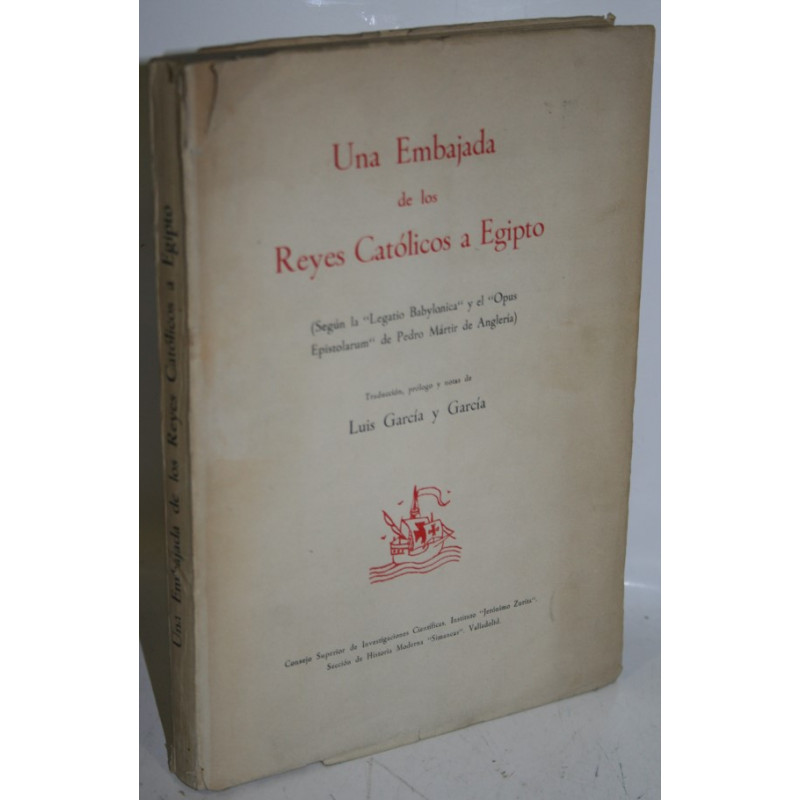 Una Embajada
de los
Reyes Católicos a Egipto
(Según la "Legatio Babylonica" y el "Opus
Epistolarum" de Pedro Mártir de Anglería)
Traducción, prólogo y notas de
Luis García y García
Consejo Superior de Investigaciones Científicas. Instituto "Jerónimo Zurita".
Sección de Historia Moderna "Simancas". Valladolid.
Una Embajada de los Reyes Católicos a Egipto